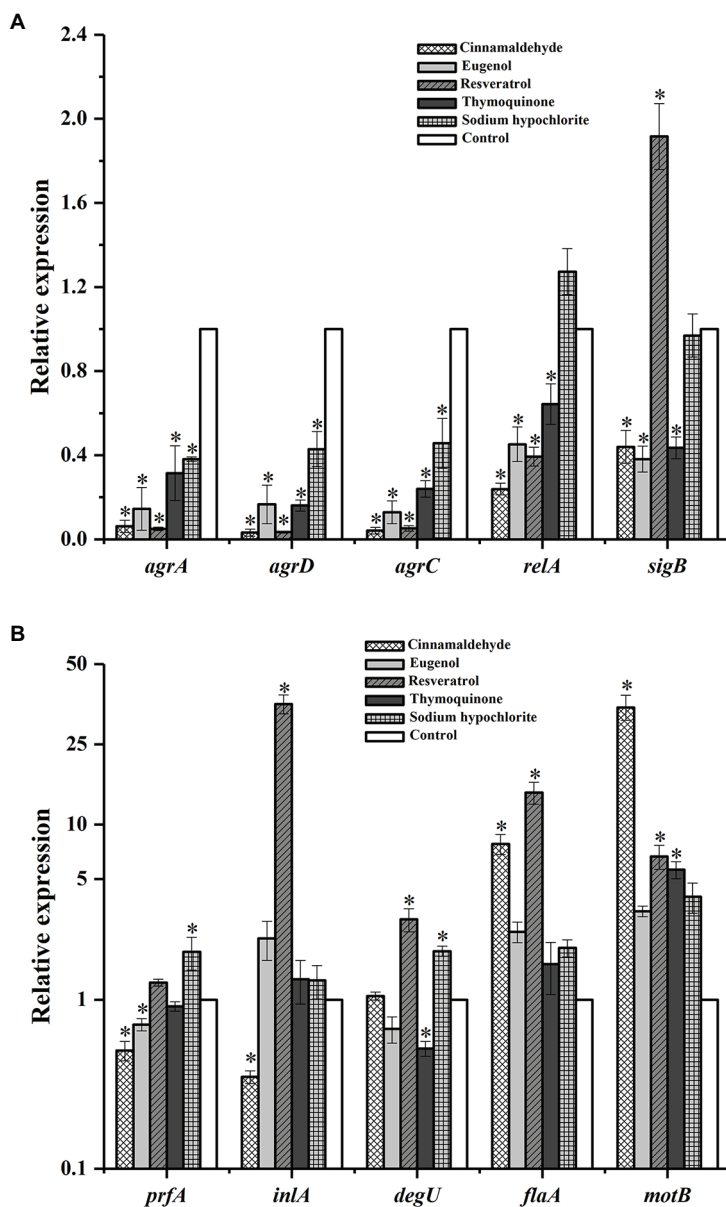 A
2.4
2.0
1.6
1.2
0.8
0.4
0.0
Relative expression
Cinnamaldehyde
Eugenol
Resveratrol
Thymoquinone
Sodium hypochlorite
Control
* * * * *
* * * * *
* * * * *
* * * *
* * * *
agrA agrD agrC relA sigB
B
50
25
10
5
1
0.1
Relative expression
Cinnamaldehyde
Eugenol
Resveratrol
Thymoquinone
Sodium hypochlorite
Control
* * *
* *
* * *
* *
* * *
prfA inlA degU flaA motB